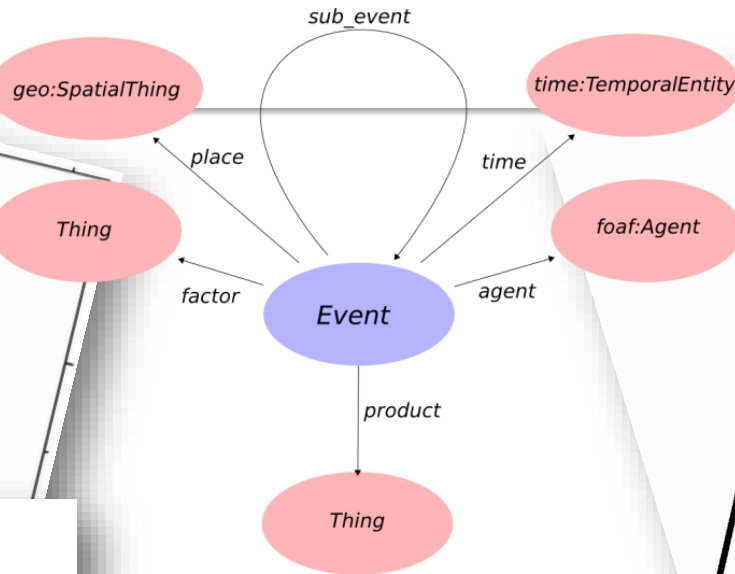 sub_event
geo:SpatialThing
time:TemporalEntity
place
time
Thing
foaf:Agent
factor
agent
Event
product
Thing